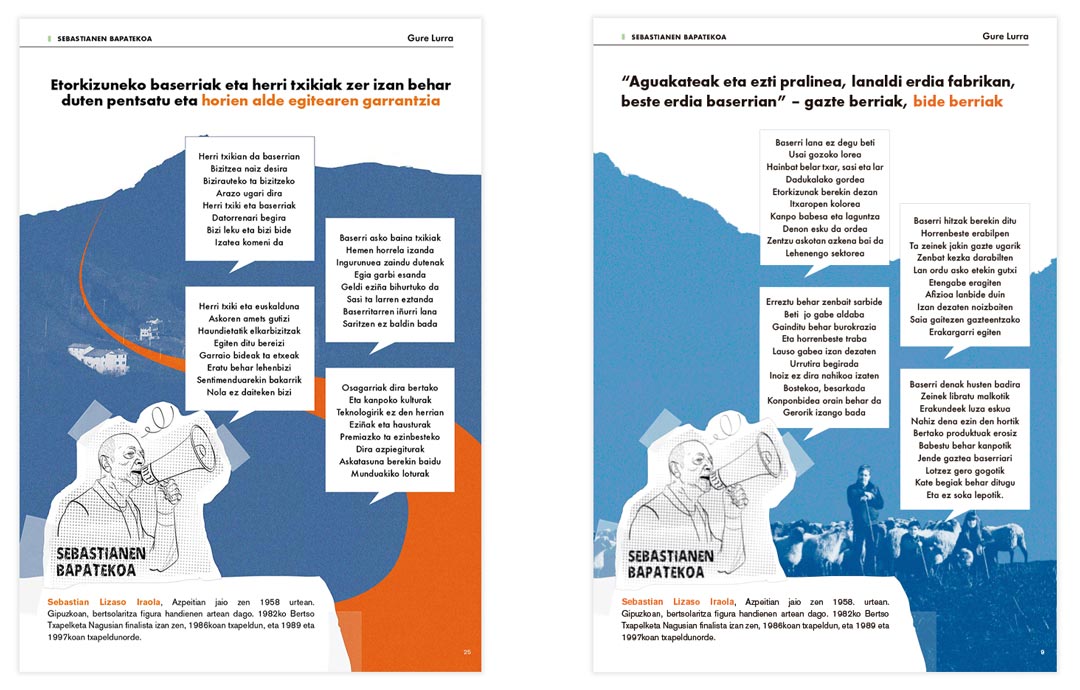 SEBASTIANEN BAPATEKOA
Gure Lurra
Etorkizuneko baserriak eta herri txikiak zer izan behar
duten pentsatu eta horien alde egitearen garrantzia
Herri txikian da baserrian
Bizitzea naiz desira
Bizirauteko ta bizitzeko
Arazo ugari dira
Herri txiki eta baserriak
Datorrenari begira
Bizi leku eta bizi bide
Izatea komeni da
Baserri asko baina txikiak
Hemen horrela izanda
Ingurunuea zaindu dutenak
Egia garbi esanda
Geldi eziña bihurtuko da
Sasi ta larren eztanda
Baserritarren iñurri lana
Saritzen ez baldin bada
Herri txiki eta euskalduna
Askoren amets gutizi
Haundietatik elkarbizitzak
Egiten ditu bereizi
Garraio bideak ta etxeak
Eratu behar lehenbizi
Sentimenduarekin bakarrik
Nola ez daiteken bizi
Osagarriak dira bertako
Eta kanpoko kulturak
Teknologirik ez den herrian
Eziñak eta hausturak
Premiazko ta ezinbesteko
Dira azpiegiturak
Askatasuna berekin baidu
Munduakiko loturak
SEBASTIANEN
BAPATEKOA
Sebastian Lizaso Iraola, Azpeitian jaio zen 1958 urtean.
Gipuzkoan, bertsolaritza figura handienen artean dago. 1982ko Bertso
Txapelketa Nagusian finalista izan zen, 1986koan txapeldun, eta 1989 eta
1997koan txapeldunorde.
25
SEBASTIANEN BAPATEKOA
Gure Lurra
“Aguakateak eta ezti pralinea, lanaldi erdia fabrikan,
beste erdia baserrian” – gazte berriak, bide berriak
Baserri lana ez degu beti
Usai gozoko lorea
Hainbat belar txar, sasi eta lar
Dadukalako gordea
Etorkizunak berekin dezan
Itxaropen kolorea
Kanpo babesa eta laguntza
Denon esku da ordea
Zentzu askotan azkena bai da
Lehenengo sektorea
Baserri hitzak berekin ditu
Horrenbeste erabilpen
Ta zeinek jakin gazte ugarik
Zenbat kezka darabilten
Lan ordu asko etekin gutxi
Etengabe eragiten
Afizioa lanbide duin
Izan dezaten noizbaiten
Saia gaitezen gazteentzako
Erakargarri egiten
Erreztu behar zenbait sarbide
Beti jo gabe aldaba
Gainditu behar burokrazia
Eta horrenbeste traba
Lauso gabea izan dezaten
Urrutira begirada
Inoiz ez dira nahikoa izaten
Bostekoa, besarkada
Konponbidea orain behar da
Gerorik izango bada
Baserri denak husten badira
Zeinek libratu malkotik
Erakundeek luza eskua
Nahiz dena ezin den hortik
Bertako produktuak erosiz
Babestu behar kanpotik
Jende gaztea baserriari
Lotzez gero gogotik
Kate begiak behar ditugu
Eta ez soka lepotik.
SEBASTIANEN
BAPATEKOA
Sebastian Lizaso Iraola, Azpeitian jaio zen 1958. urtean.
Gipuzkoan, bertsolaritza figura handienen artean dago. 1982ko Bertso
Txapelketa Nagusian finalista izan zen, 1986koan txapeldun, eta 1989 eta
1997koan txapeldunorde.
9